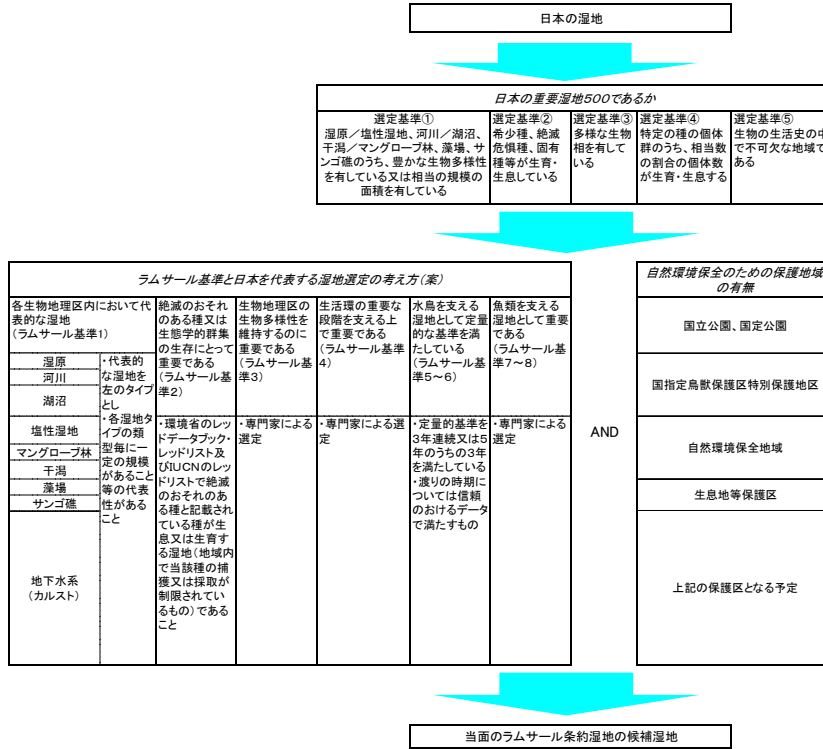 日本の湿地
日本の重要湿地500であるか
選定基準①
湿原／塩性湿地、河川／湖沼、
干潟／マングローブ林、藻場、サ
ンゴ礁のうち、豊かな生物多様性
を有している又は相当の規模の
面積を有している
選定基準②
希少種、絶滅
危惧種、固有
種等が生育・
生息している
選定基準③
多様な生物
相を有して
いる
選定基準④
特定の種の個体
群のうち、相当数
の割合の個体数
が生育・生息する
選定基準⑤
生物の生活史の中
で不可欠な地域で
ある
ラムサール基準と日本を代表する湿地選定の考え方（案）
各生物地理区内において代
表的な湿地
（ラムサール基準1）
湿原
河川
湖沼
塩性湿地
マングローブ林
干潟
藻場
サンゴ礁
地下水系
（カルスト）
・代表的
な湿地を
左のタイプ
とし
・各湿地タ
イプの類
型毎に一
定の規模
があること
等の代表
性がある
こと
絶滅のおそれ
のある種又は
生態学的群集
の生存にとって
重要である
（ラムサール基
準2）
・環境省のレッ
ドデータブック・
レッドリスト及
びIUCNのレッ
ドリストで絶滅
のおそれのあ
る種と記載され
ている種が生
息又は生育す
る湿地（地域内
で当該種の捕
獲又は採取が
制限されてい
るもの）である
こと
生物地理区の
生物多様性を
維持するのに
重要である
（ラムサール基
準3）
・専門家による
選定
生活環の重要な
段階を支える上
で重要である
（ラムサール基準
4）
・専門家による選
定
水鳥を支える
湿地として定量
的な基準を満
たしている
（ラムサール基
準5～6）
・定量的基準を
3年連続又は5
年のうちの3年
を満たしている
・渡りの時期に
ついては信頼
のおけるデータ
で満たすもの
魚類を支える
湿地として重要
である
（ラムサール基
準7～8）
・専門家による
選定
AND
自然環境保全のための保護地域
の有無
国立公園、国定公園
国指定鳥獣保護区特別保護地区
自然環境保全地域
生息地等保護区
上記の保護区となる予定
当面のラムサール条約湿地の候補湿地